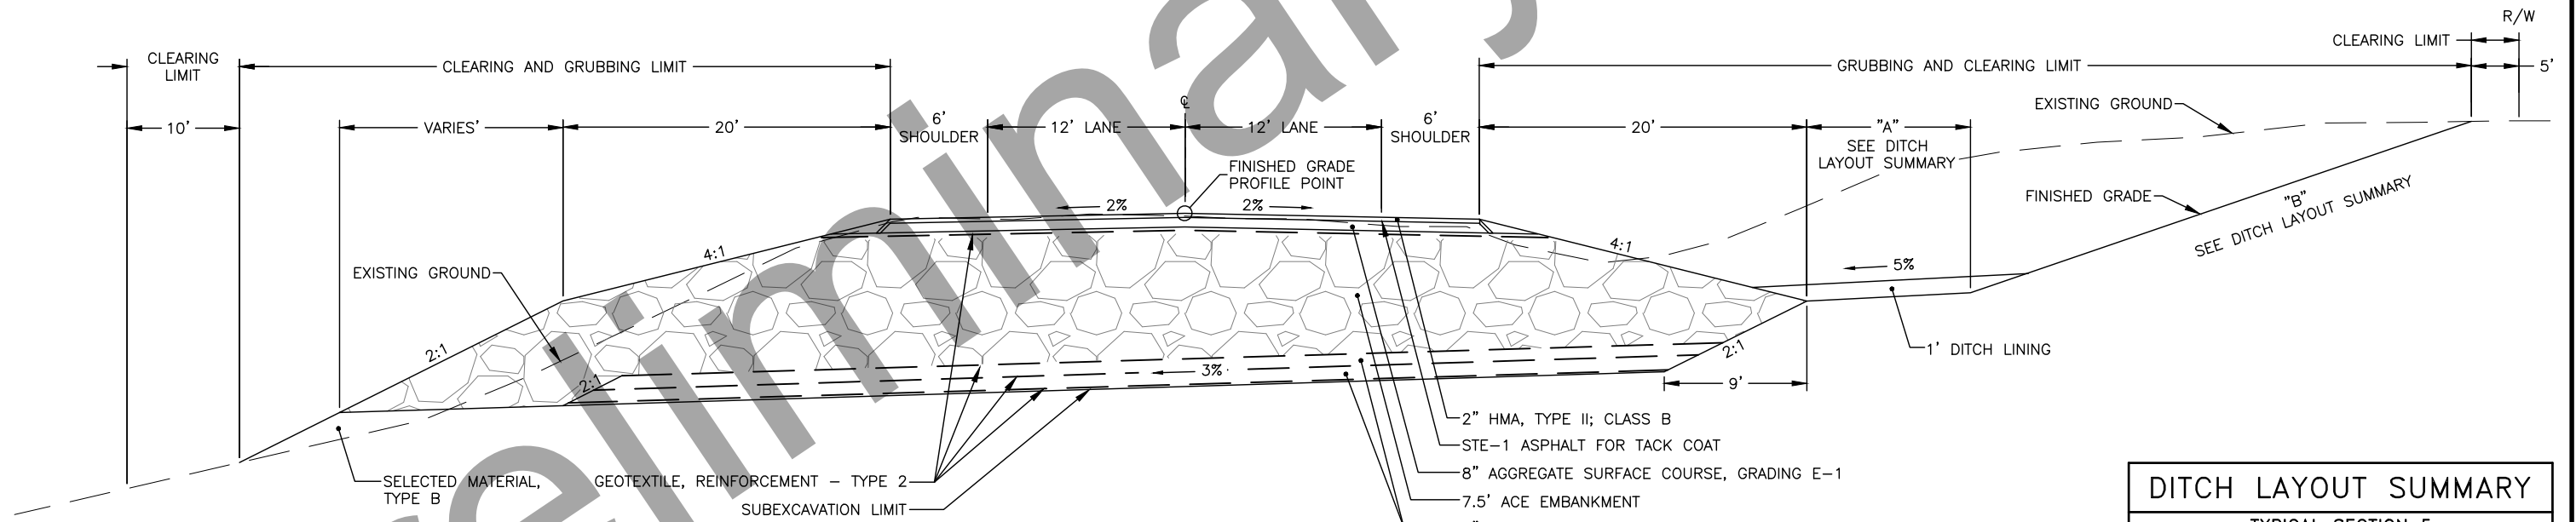 R/W
CLEARING LIMIT
CLEARING
LIMIT
CLEARING AND GRUBBING LIMIT
GRUBBING AND CLEARING LIMIT
5'
EXISTING GROUND
10'
VARIES'
20'
6'
SHOULDER
12' LANE
℄
12' LANE
6'
SHOULDER
20'
"A"
SEE DITCH
LAYOUT SUMMARY
FINISHED GRADE
PROFILE POINT
FINISHED GRADE
"B"
SEE DITCH LAYOUT SUMMARY
2%
2%
4:1
4:1
EXISTING GROUND
5%
2:1
2:1
3%
2:1
9'
1' DITCH LINING
2" HMA, TYPE II; CLASS B
STE-1 ASPHALT FOR TACK COAT
8" AGGREGATE SURFACE COURSE, GRADING E-1
7.5' ACE EMBANKMENT
SELECTED MATERIAL,
TYPE B
GEOTEXTILE, REINFORCEMENT - TYPE 2
SUBEXCAVATION LIMIT
DITCH LAYOUT SUMMARY
TYPICAL SECTION 5
preliminary